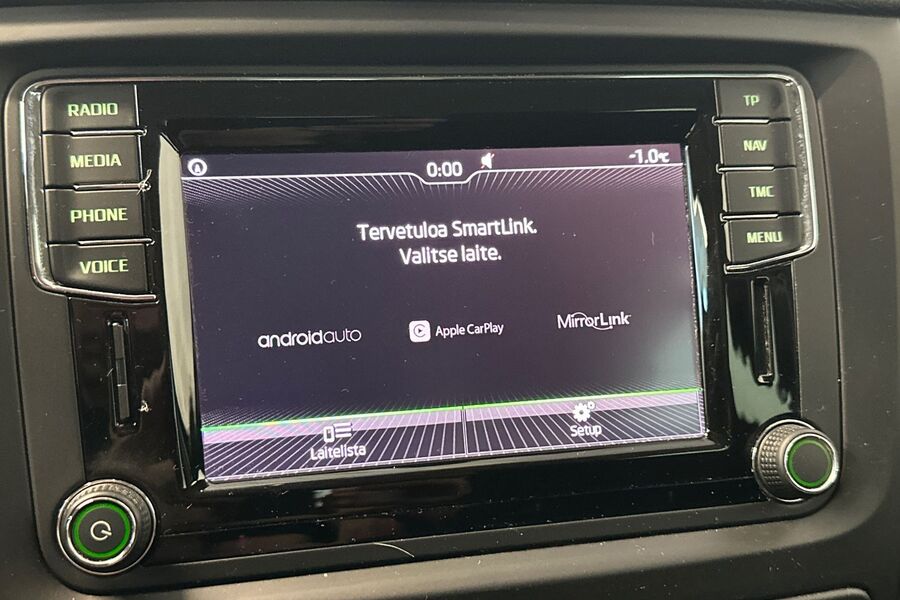 RADIO
MEDIA
PHONE
VOICE
TP
NAV
TMC
MENU
A
0:00
-1.0°C
Tervetuloa SmartLink.
Valitse laite.
androidauto
Apple CarPlay
MirrorLink
Laitelista
Setup